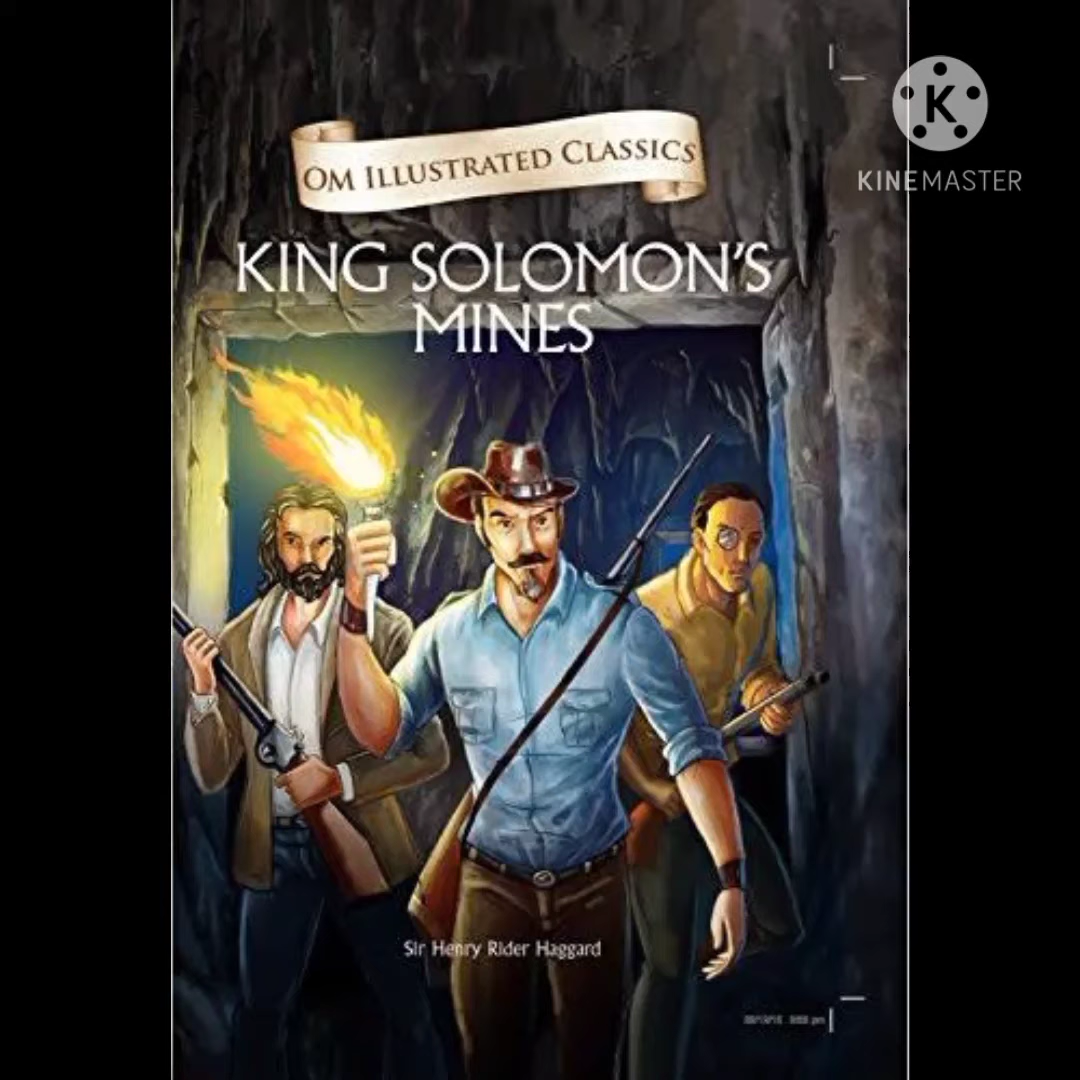 K
KINEMASTER
OM ILLUSTRATED CLASSICS
KING SOLOMON'S
MINES
Sir Henry Rider Haggard